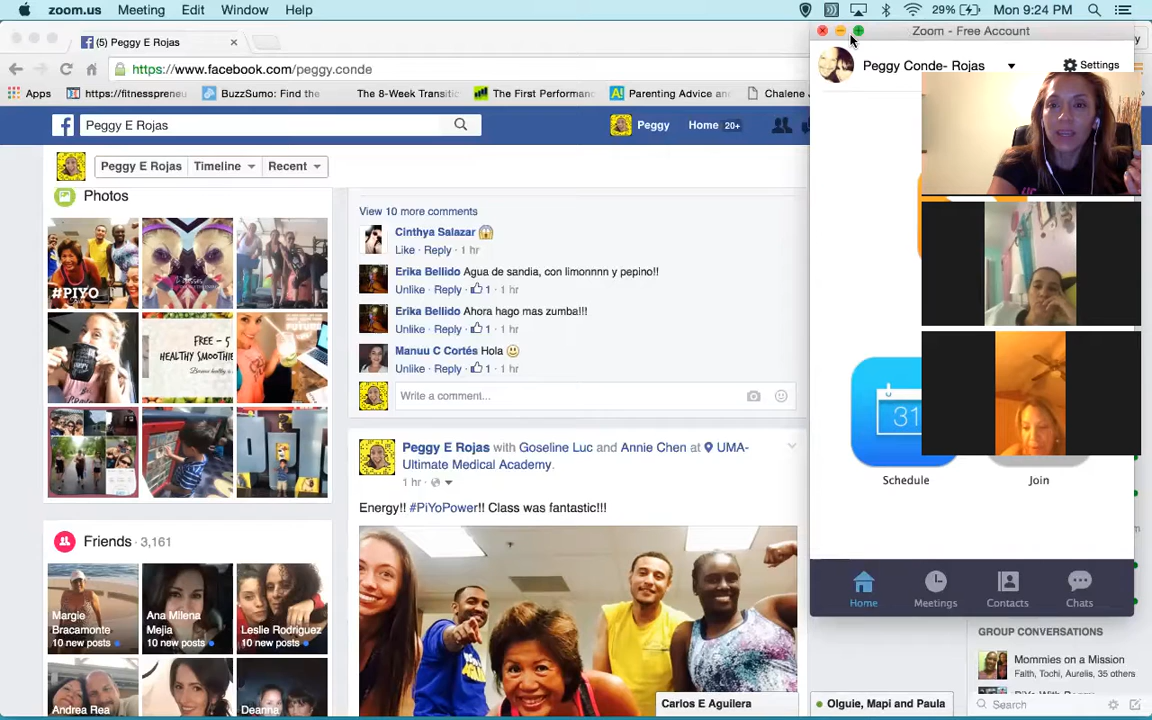 zoom.us Meeting Edit Window Help 29% Mon 9:24 PM
(5) Peggy E Rojas
Zoom - Free Account
https://www.facebook.com/peggy.conde
Peggy Conde- Rojas
Settings
Apps https://fitnesspreneu BuzzSumo: Find the The 8-Week Transitic The First Performanc Parenting Advice and Chalene J
Peggy E Rojas
Peggy Home 20+
Peggy E Rojas Timeline Recent
Photos
#PIYO
FREE - 5
HEALTHY SMOOTHIE
FUTURE
View 10 more comments
Cinthya Salazar 😱
Like · Reply · 1 hr
Erika Bellido Agua de sandia, con limonnnn y pepino!!
Unlike · Reply · 1 · 1 hr
Erika Bellido Ahora hago mas zumba!!!
Unlike · Reply · 1 · 1 hr
Manuu C Cortés Hola 😃
Unlike · Reply · 1 · 1 hr
Write a comment...
Peggy E Rojas with Goseline Luc and Annie Chen at UMA-
Ultimate Medical Academy.
1 hr ·
Energy!! #PiYoPower!! Class was fantastic!!!
Friends · 3,161
Margie
Bracamonte
10 new posts
Ana Milena
Mejia
10 new posts
Leslie Rodriguez
10 new posts
Andrea Rea
Deanna
31
Schedule
Join
Home
Meetings
Contacts
Chats
GROUP CONVERSATIONS
Mommies on a Mission
Faith, Tochi, Aurelis, 35 others
Carlos E Aguilera
Olguie, Mapi and Paula
Search